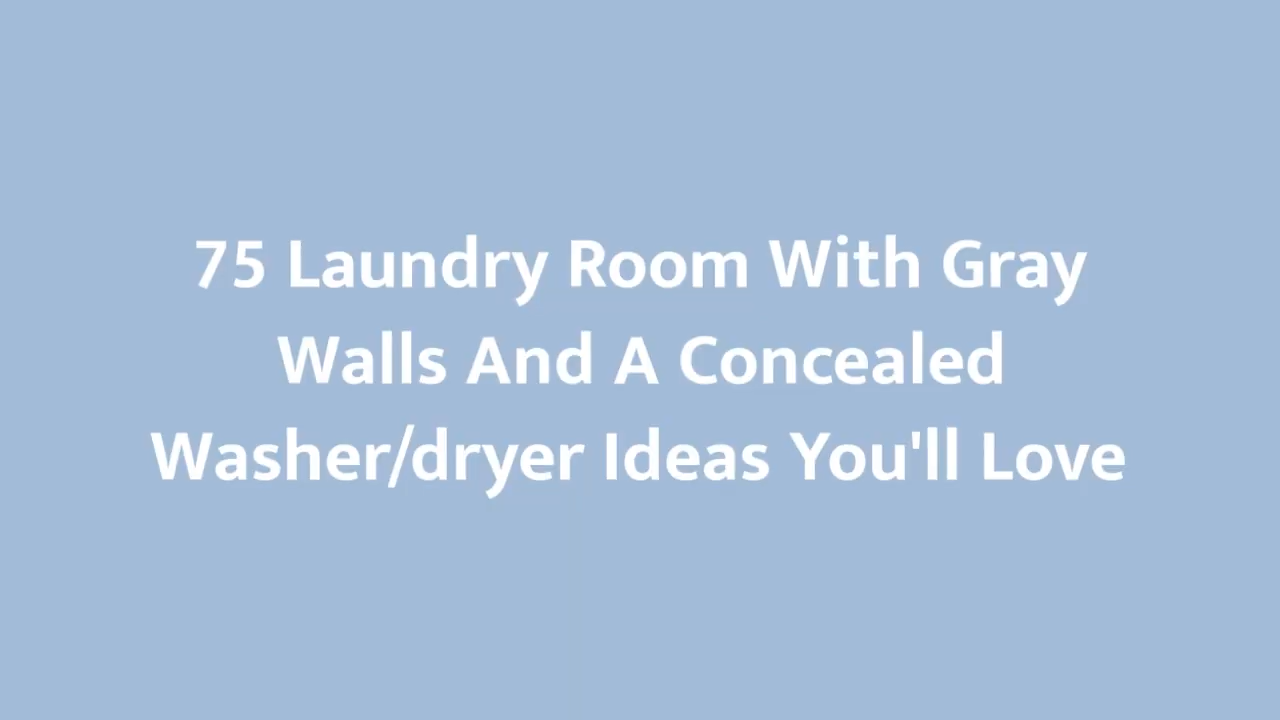 75 Laundry Room With Gray
Walls And A Concealed
Washer/dryer Ideas You'll Love